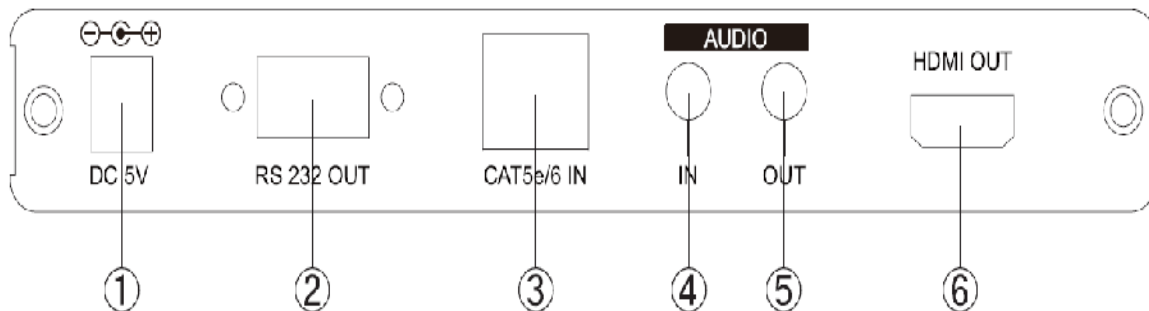 AUDIO
HDMI OUT
DC 5V
RS 232 OUT
CAT5e/6 IN
IN
OUT
① ② ③ ④ ⑤ ⑥